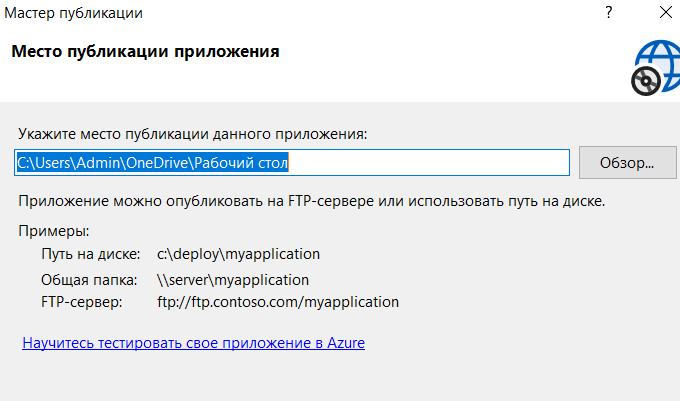 Мастер публикации
?
Место публикации приложения
Укажите место публикации данного приложения:
C:\Users\Admin\OneDrive\Рабочий стол
Обзор...
Приложение можно опубликовать на FTP-сервере или использовать путь на диске.
Примеры:
Путь на диске: c:\deploy\myapplication
Общая папка: \\server\myapplication
FTP-сервер: ftp://ftp.contoso.com/myapplication
Научитесь тестировать свое приложение в Azure